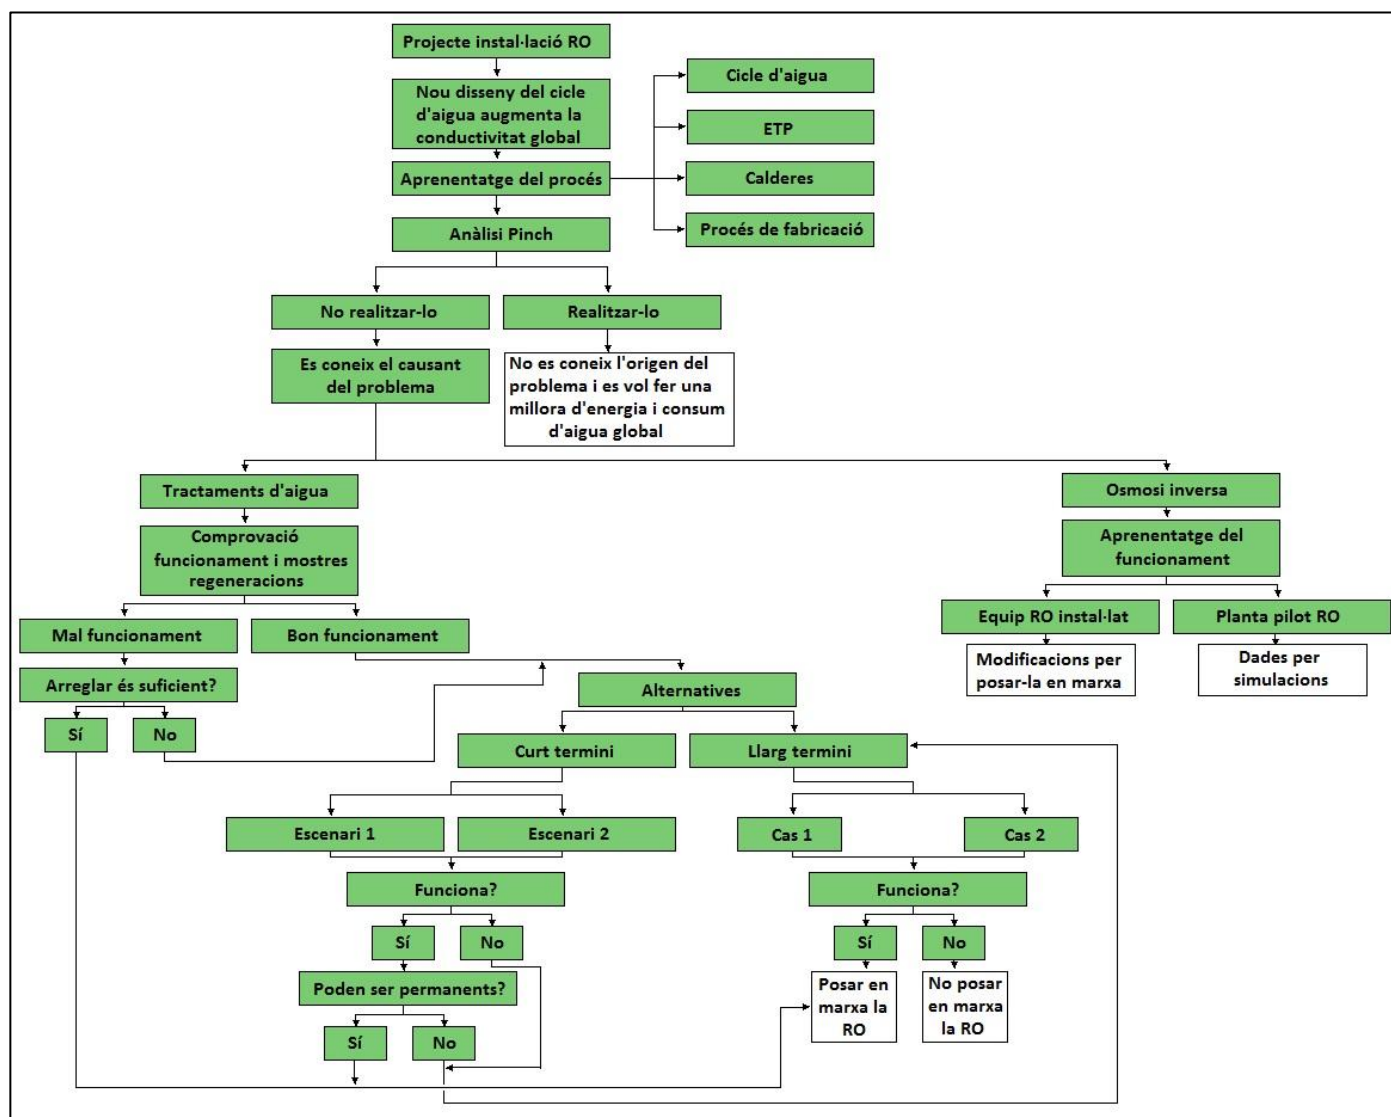 Projecte instal·lació RO
Nou disseny del cicle
d'aigua augmenta la
conductivitat global
Aprenentatge del procés
Cicle d'aigua
ETP
Calderes
Procés de fabricació
Anàlisi Pinch
No realitzar-lo
Realitzar-lo
Es coneix el causant
del problema
No es coneix l'origen del
problema i es vol fer una
millora d'energia i consum
d'aigua global
Tractaments d'aigua
Osmosi inversa
Comprovació
funcionament i mostres
regeneracions
Aprenentatge del
funcionament
Mal funcionament
Bon funcionament
Equip RO instal·lat
Planta pilot RO
Modificacions per
posar-la en marxa
Dades per
simulacions
Arreglar és suficient?
Sí
No
Alternatives
Curt termini
Llarg termini
Escenari 1
Escenari 2
Cas 1
Cas 2
Funciona?
Funciona?
Sí
No
Sí
No
Poden ser permanents?
Posar en
marxa la
RO
No posar
en marxa
la RO
Sí
No